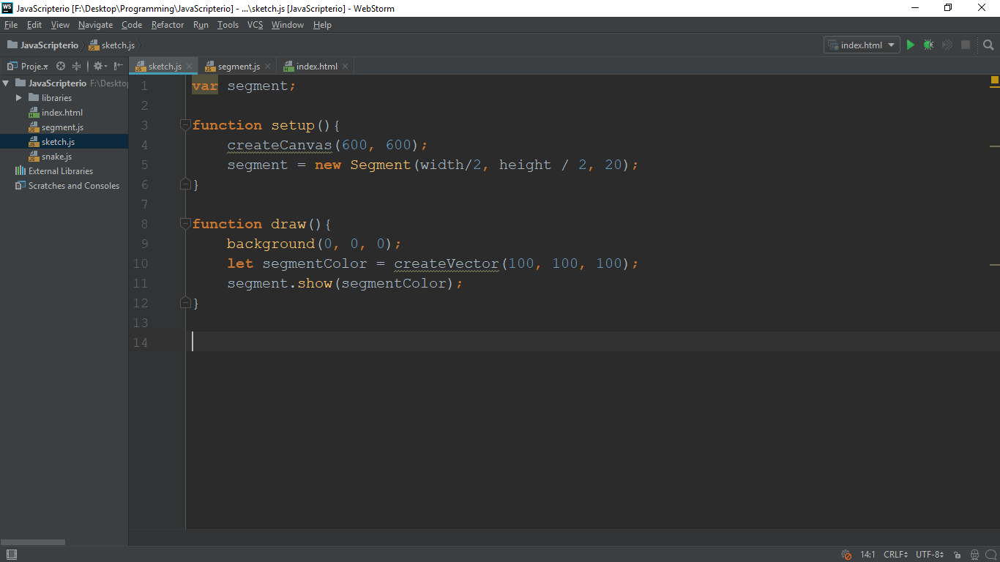 WS JavaScripterio [F:\Desktop\Programming\JavaScripterio] - ...\sketch.js [JavaScripterio] - WebStorm
File Edit View Navigate Code Refactor Run Tools VCS Window Help
JavaScripterio sketch.js index.html
Proje.. sketch.js segment.js index.html
JavaScripterio F:\Deskto
libraries
index.html
segment.js
sketch.js
snake.js
External Libraries
Scratches and Consoles
1 var segment;
2
3 function setup(){
4 createCanvas(600, 600);
5 segment = new Segment(width/2, height / 2, 20);
6 }
7
8 function draw(){
9 background(0, 0, 0);
10 let segmentColor = createVector(100, 100, 100);
11 segment.show(segmentColor);
12 }
13
14
14:1 CRLF UTF-8